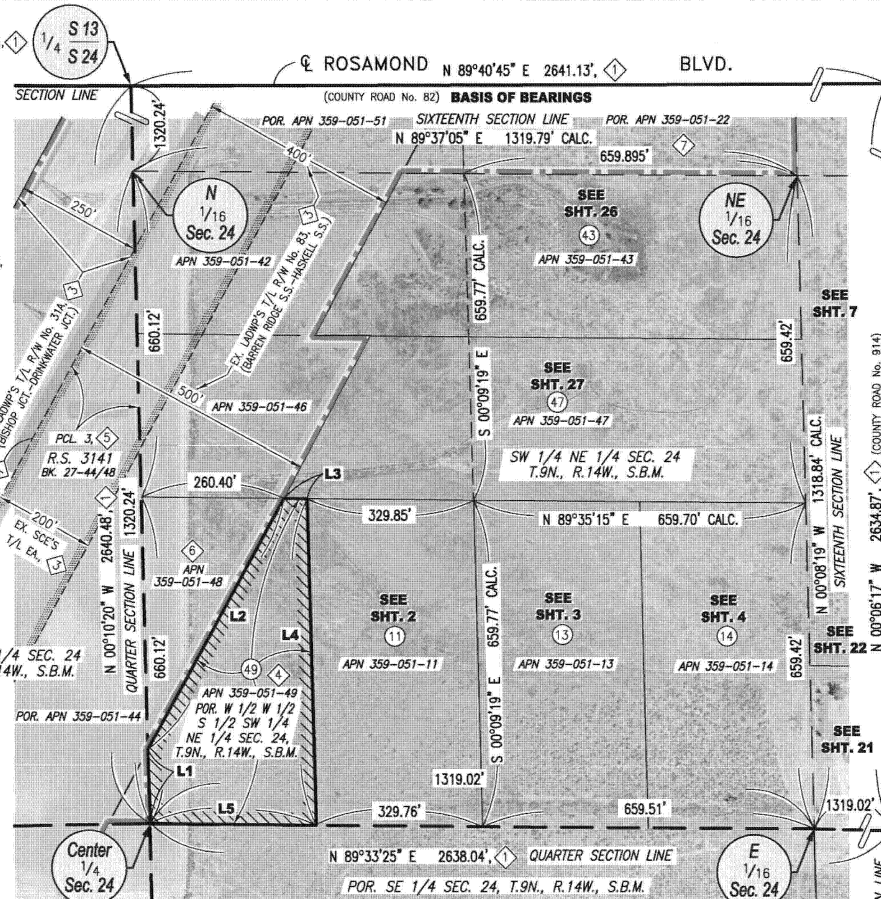 1
1/4 S 13
S 24
SECTION LINE
℄ ROSAMOND N 89°40'45" E 2641.13', 1 BLVD.
(COUNTY ROAD No. 82) BASIS OF BEARINGS
POR. APN 359-051-51
SIXTEENTH SECTION LINE
POR. APN 359-051-22
N 89°37'05" E 1319.79' CALC.
1320.24'
400'
659.895'
7
N
1/16
Sec. 24
250'
3
EX. LADWP'S T/L R/W No. 83, 3
(BARREN RIDGE S.S.-HASKELL S.S.)
SEE
SHT. 26
43
APN 359-051-43
NE
1/16
Sec. 24
APN 359-051-42
659.77' CALC.
S 00°09'19" E
SEE
SHT. 7
LADWP'S T/L R/W No. 31A, 3
(BISHOP JCT.-DRINKWATER JCT.)
660.12'
659.42'
500'
APN 359-051-46
SEE
SHT. 27
47
APN 359-051-47
PCL. 3, 5
R.S. 3141
BK. 27-44/48
SW 1/4 NE 1/4 SEC. 24
T.9N., R.14W., S.B.M.
260.40'
L3
329.85'
N 89°35'15" E 659.70' CALC.
200'
EX. SCE'S
T/L EA., 3
N 00°10'20" W 2640.48', 1
QUARTER SECTION LINE 1320.24'
6
APN
359-051-48
L2
L4
S 00°09'19" E 659.77' CALC.
SEE
SHT. 2
11
APN 359-051-11
SEE
SHT. 3
13
APN 359-051-13
SEE
SHT. 4
14
APN 359-051-14
N 00°08'19" W 1318.84' CALC.
SIXTEENTH SECTION LINE
N 00°06'17" W 2634.87', 1 (COUNTY ROAD No. 914)
SEE
SHT. 22
1/4 SEC. 24
14W., S.B.M.
660.12'
659.42'
49 4
APN 359-051-49
POR. W 1/2 W 1/2
S 1/2 SW 1/4
NE 1/4 SEC. 24,
T.9N., R.14W., S.B.M.
POR. APN 359-051-44
SEE
SHT. 21
L1
L5
1319.02'
329.76'
659.51'
1319.02'
Center
1/4
Sec. 24
N 89°33'25" E 2638.04', 1 QUARTER SECTION LINE
POR. SE 1/4 SEC. 24, T.9N., R.14W., S.B.M.
E
1/16
Sec. 24